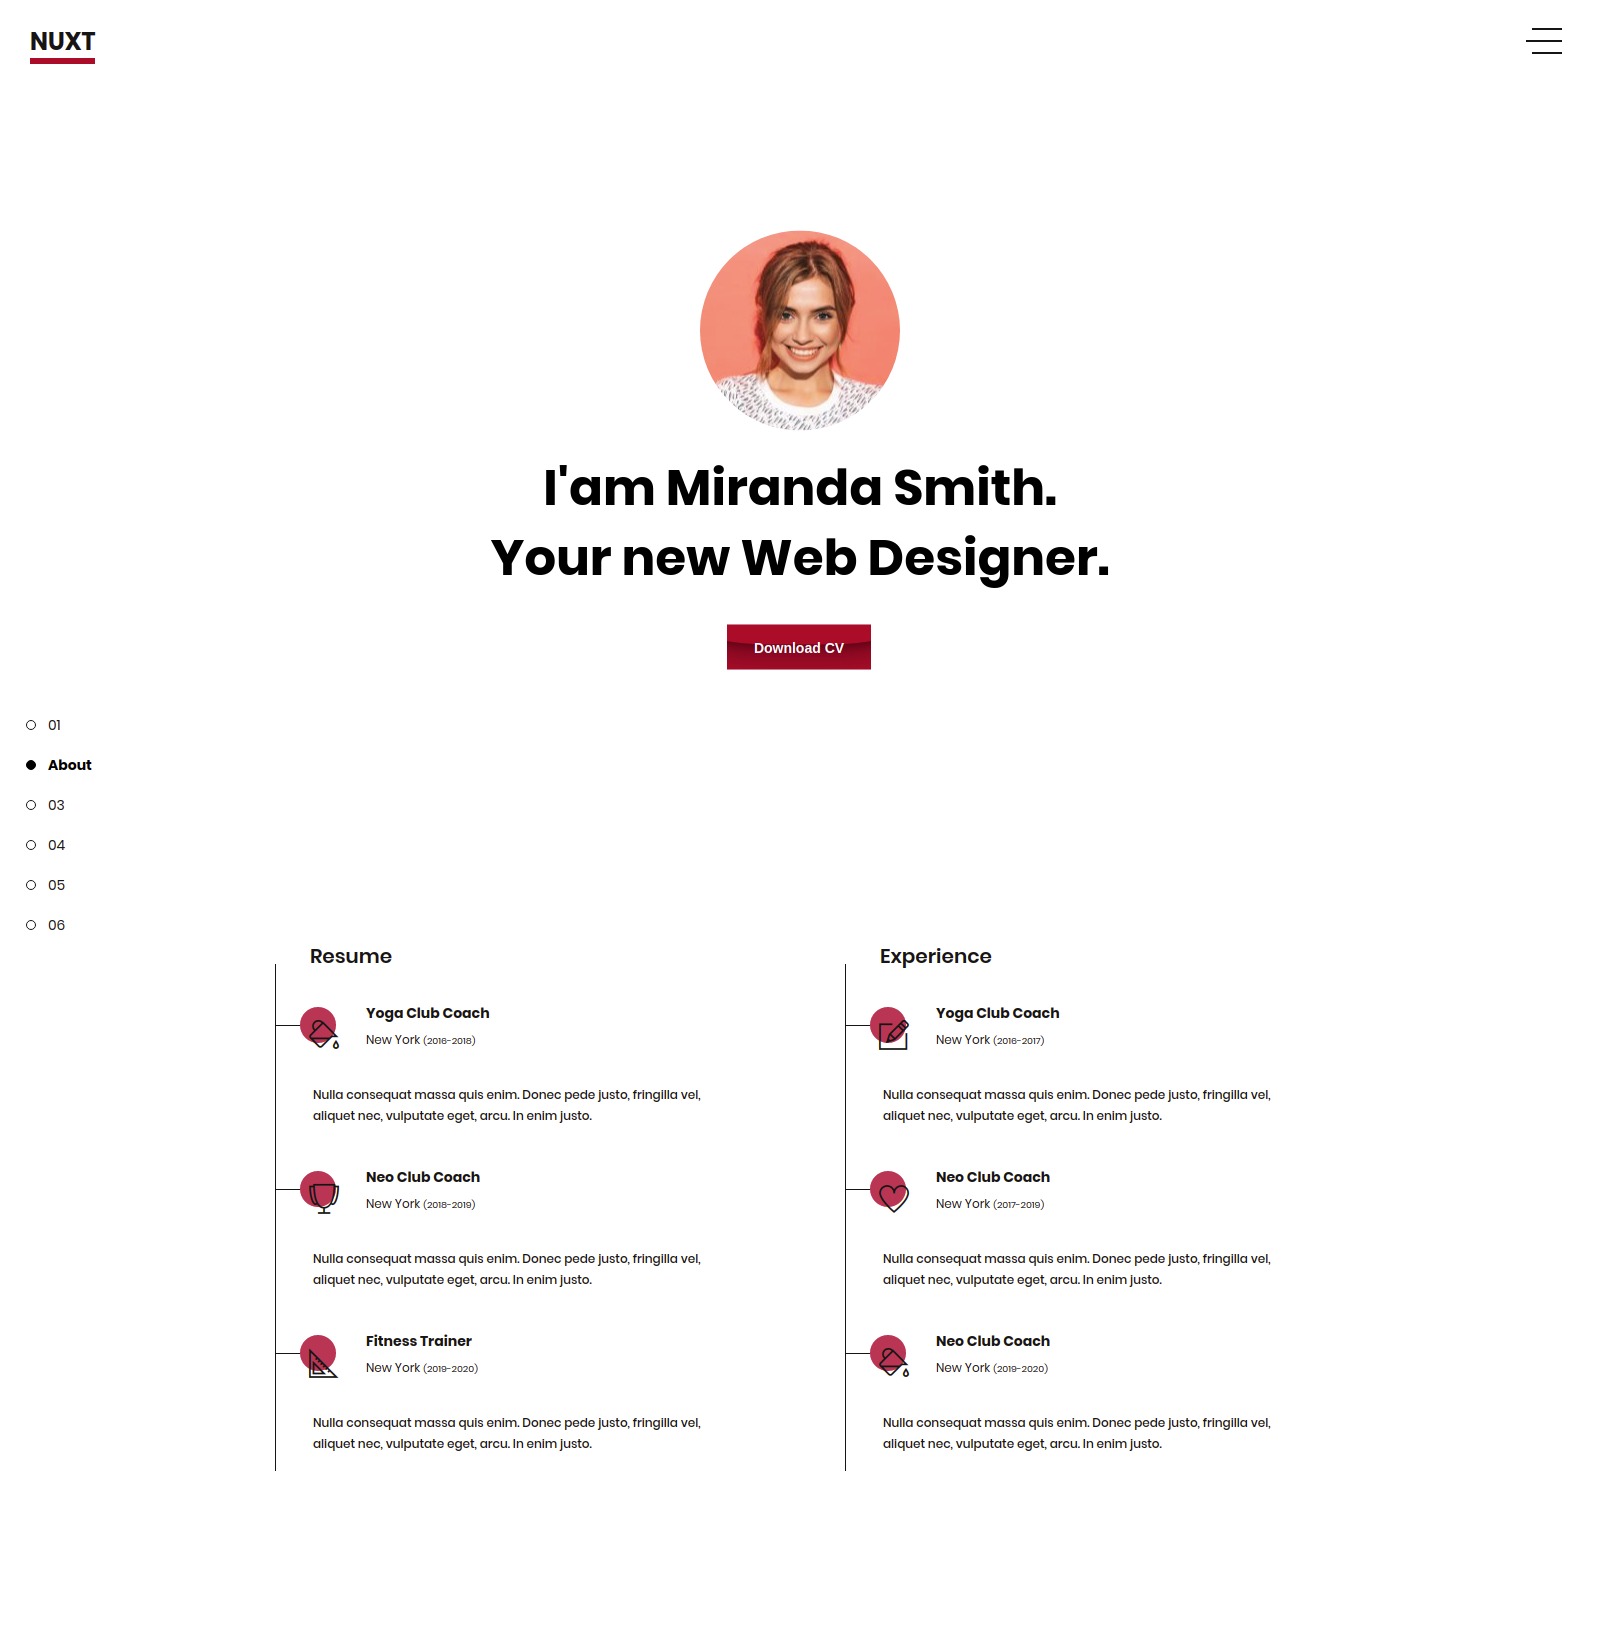 NUXT
I'am Miranda Smith.
Your new Web Designer.
Download CV
01
About
03
04
05
06
Resume
Yoga Club Coach
New York (2016-2018)
Nulla consequat massa quis enim. Donec pede justo, fringilla vel,
aliquet nec, vulputate eget, arcu. In enim justo.
Neo Club Coach
New York (2018-2019)
Nulla consequat massa quis enim. Donec pede justo, fringilla vel,
aliquet nec, vulputate eget, arcu. In enim justo.
Fitness Trainer
New York (2019-2020)
Nulla consequat massa quis enim. Donec pede justo, fringilla vel,
aliquet nec, vulputate eget, arcu. In enim justo.
Experience
Yoga Club Coach
New York (2016-2017)
Nulla consequat massa quis enim. Donec pede justo, fringilla vel,
aliquet nec, vulputate eget, arcu. In enim justo.
Neo Club Coach
New York (2017-2019)
Nulla consequat massa quis enim. Donec pede justo, fringilla vel,
aliquet nec, vulputate eget, arcu. In enim justo.
Neo Club Coach
New York (2019-2020)
Nulla consequat massa quis enim. Donec pede justo, fringilla vel,
aliquet nec, vulputate eget, arcu. In enim justo.